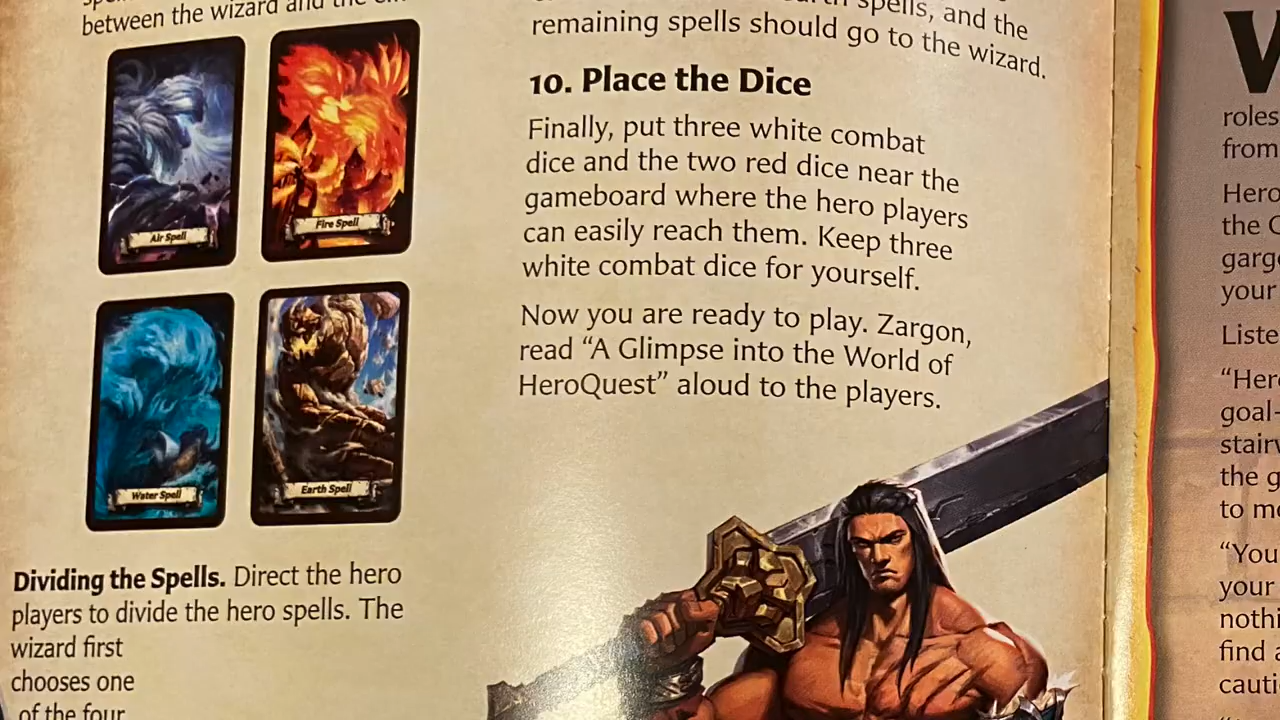 between the wizard and the
Air Spell
Fire Spell
Water Spell
Earth Spell
Dividing the Spells. Direct the hero
players to divide the hero spells. The
wizard first
chooses one
of the four
spells, and the
remaining spells should go to the wizard.
10. Place the Dice
Finally, put three white combat
dice and the two red dice near the
gameboard where the hero players
can easily reach them. Keep three
white combat dice for yourself.
Now you are ready to play. Zargon,
read “A Glimpse into the World of
HeroQuest” aloud to the players.
roles
from
Hero
the
your
Liste
“Her
goal-
stairw
the g
to mo
“You
your
nothi
find a
cauti